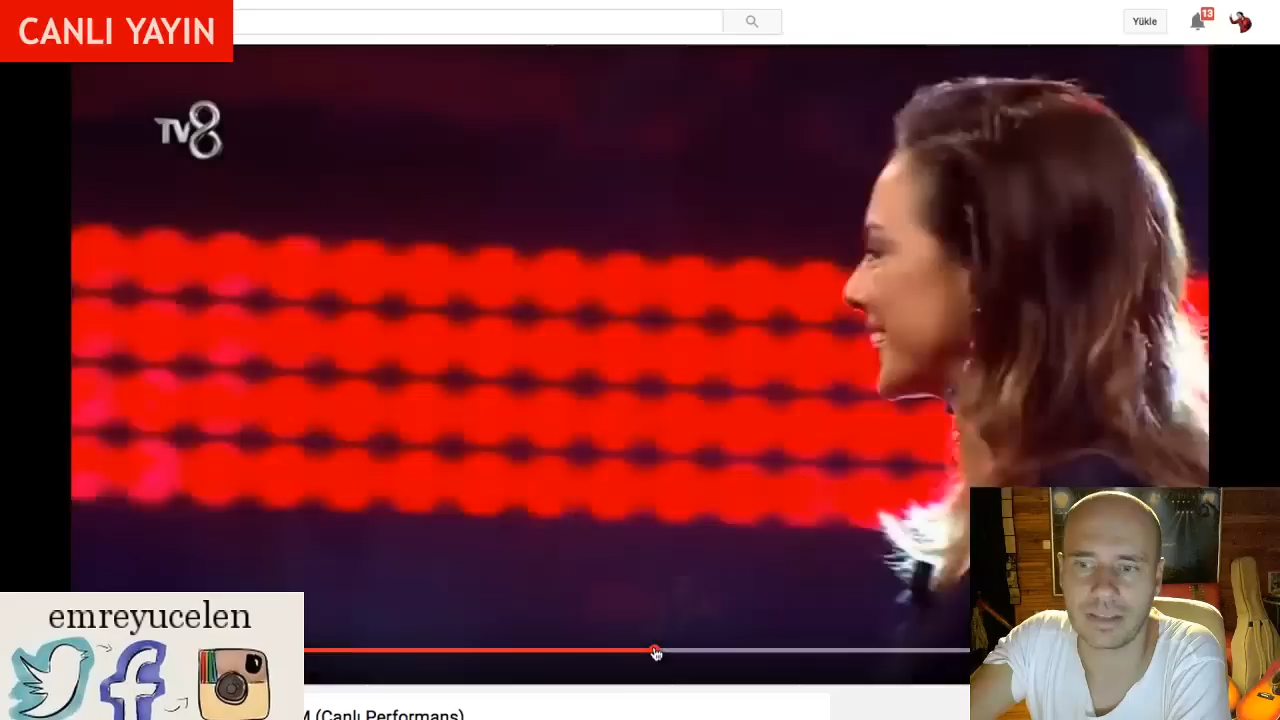 CANLI YAYIN
Yükle
13
TV8
emreyucelen
M (Canlı Performans)